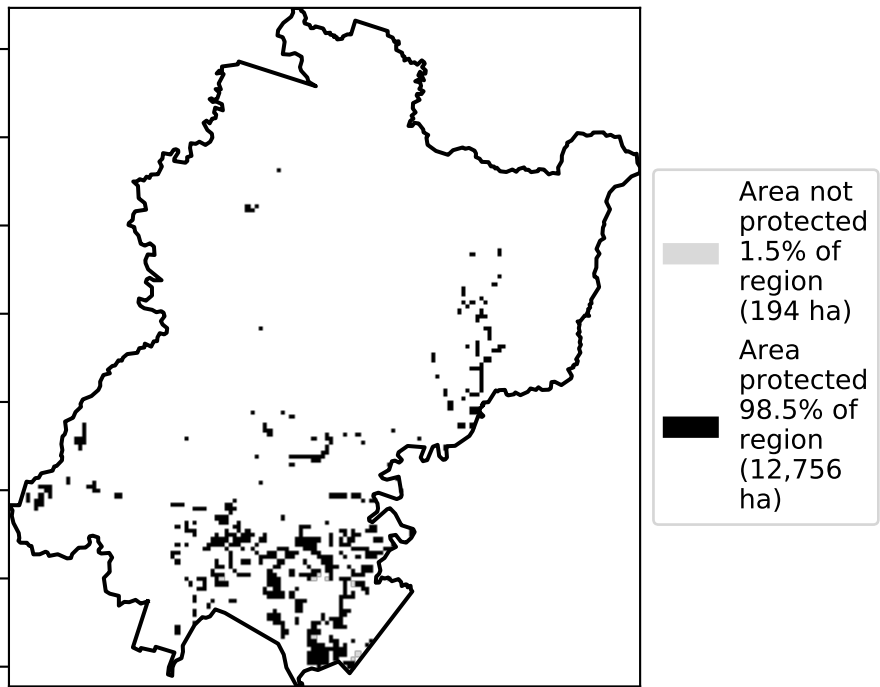 Area not
protected
1.5% of
region
(194 ha)
Area
protected
98.5% of
region
(12,756
ha)